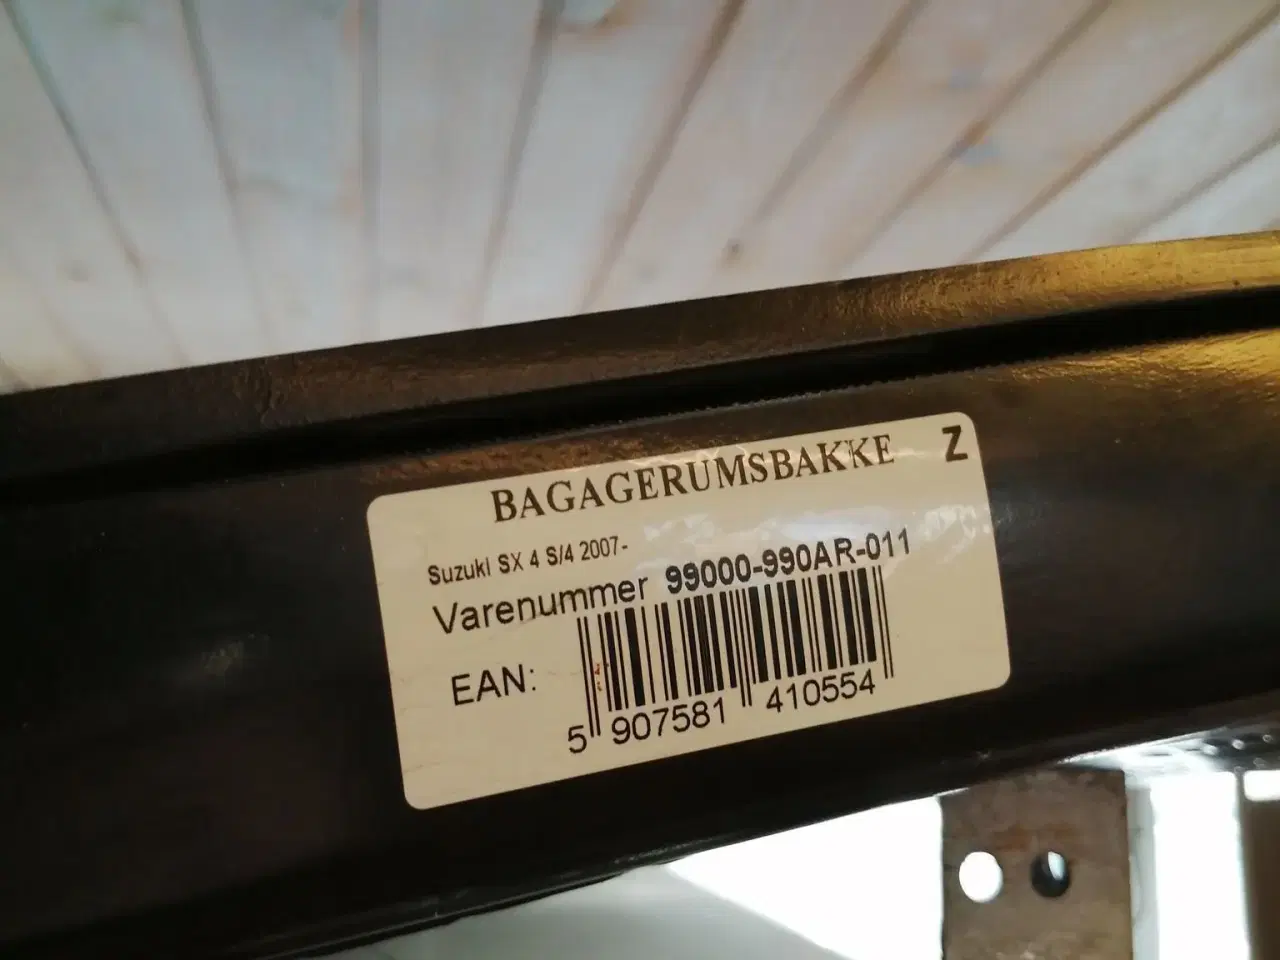 BAGAGERUMSBAKKE Z
Suzuki SX 4 S/4 2007-
Varenummer 99000-990AR-011
EAN:
5 907581 410554